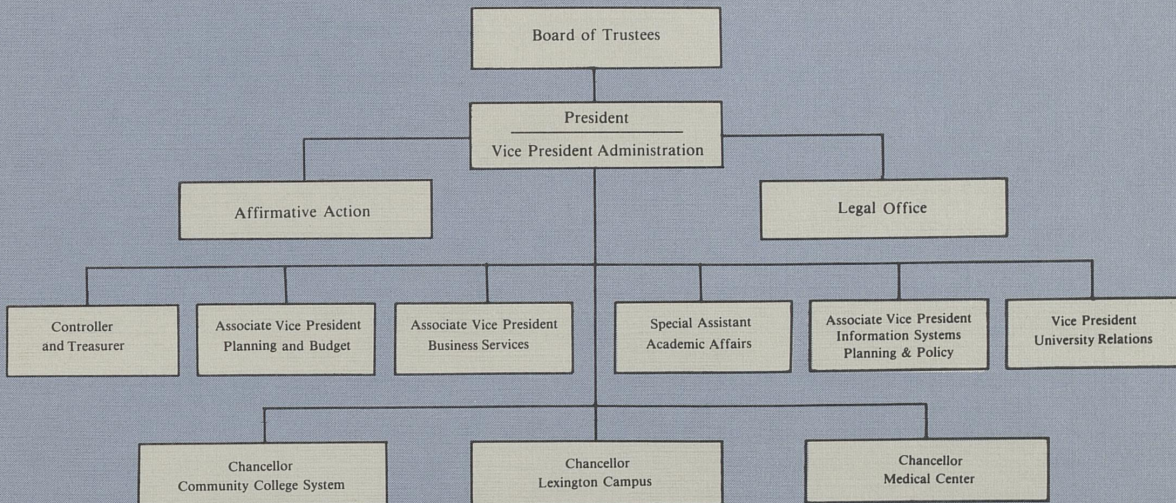 Board of Trustees
President
Vice President Administration
Affirmative Action
Legal Office
Controller
and Treasurer
Associate Vice President
Planning and Budget
Associate Vice President
Business Services
Special Assistant
Academic Affairs
Associate Vice President
Information Systems
Planning & Policy
Vice President
University Relations
Chancellor
Community College System
Chancellor
Lexington Campus
Chancellor
Medical Center